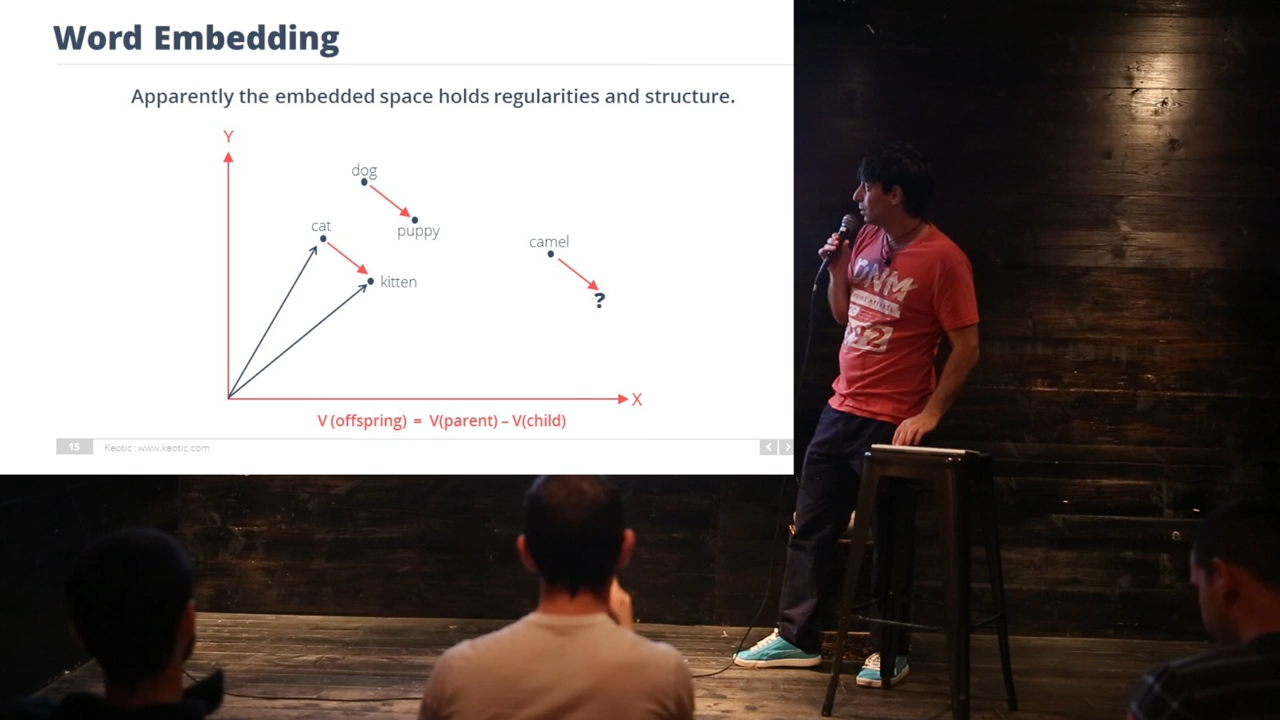 Word Embedding
Apparently the embedded space holds regularities and structure.
Y
dog
puppy
cat
kitten
camel
?
X
V (offspring) = V(parent) – V(child)
15 Keotic : www.keotic.com